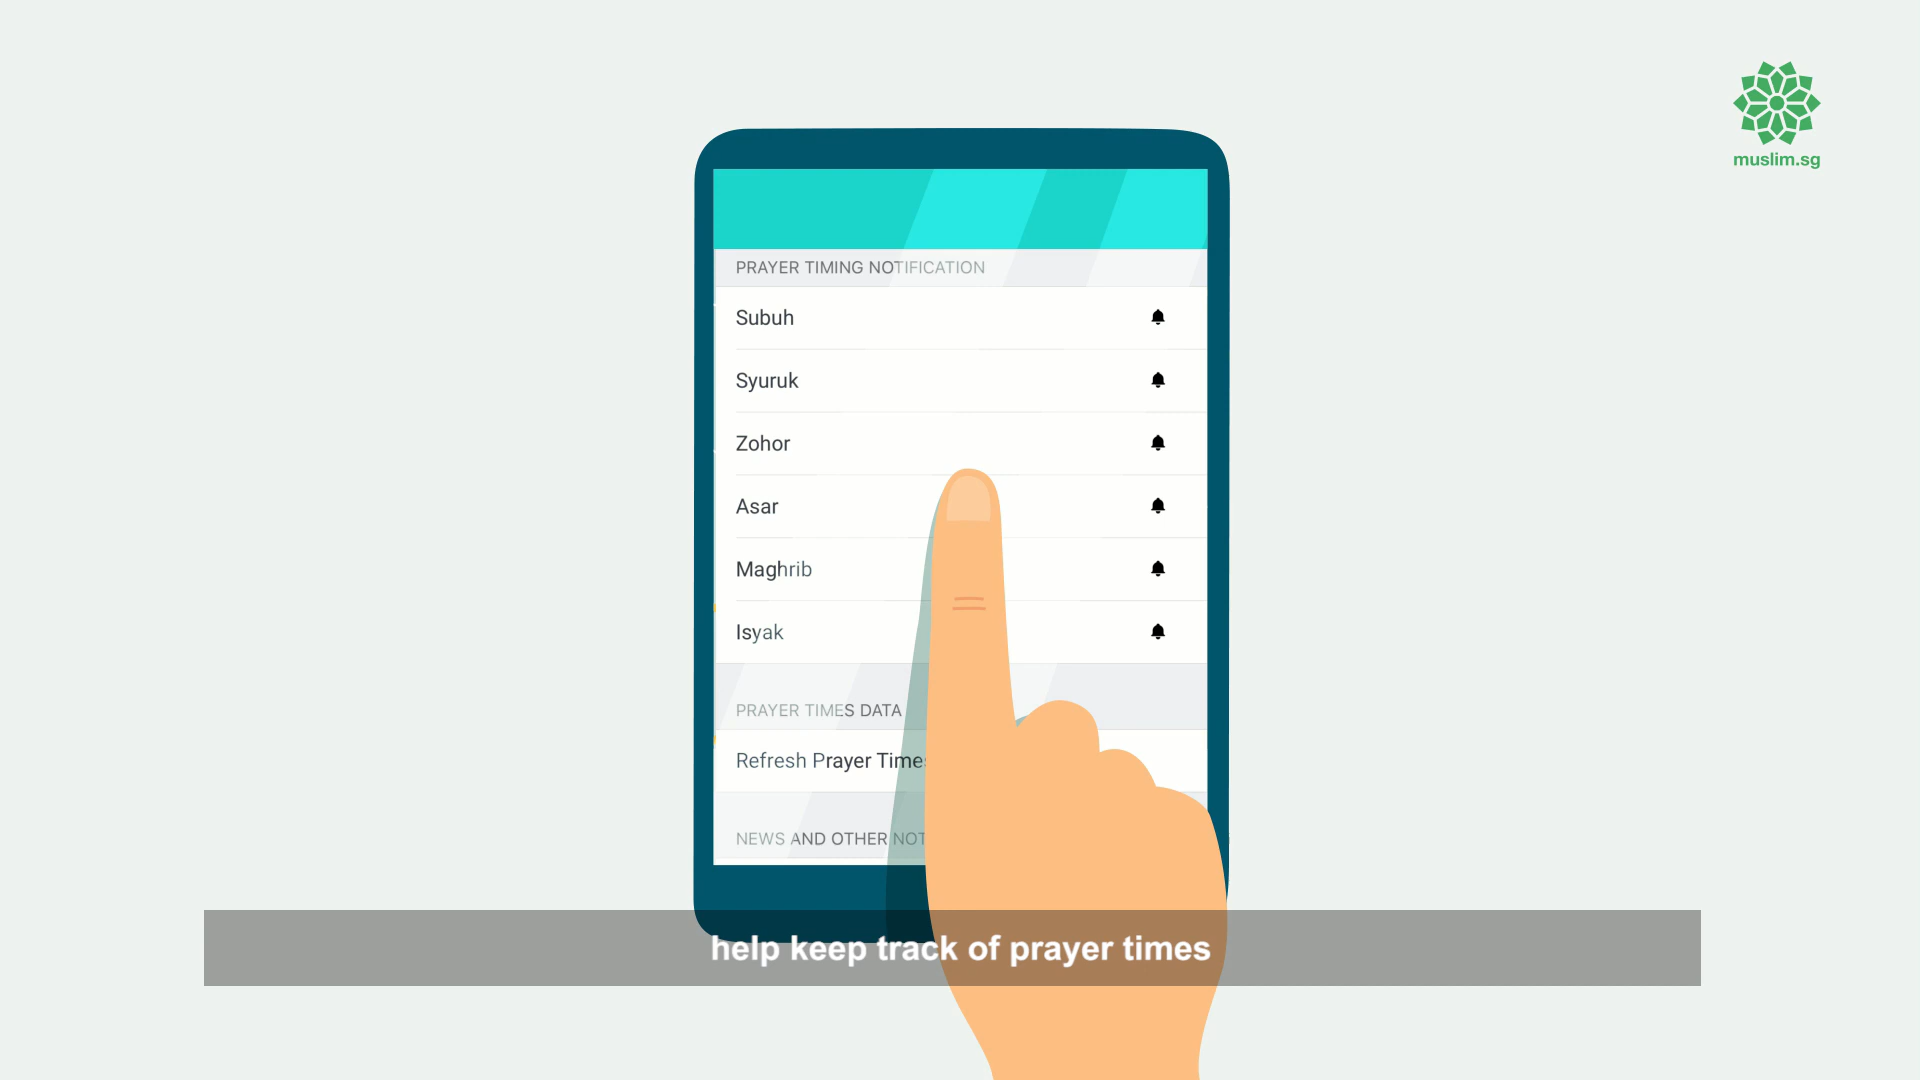 muslim.sg
PRAYER TIMING NOTIFICATION
Subuh
Syuruk
Zohor
Asar
Maghrib
Isyak
PRAYER TIMES DATA
Refresh Prayer Times
NEWS AND OTHER NOT
help keep track of prayer times